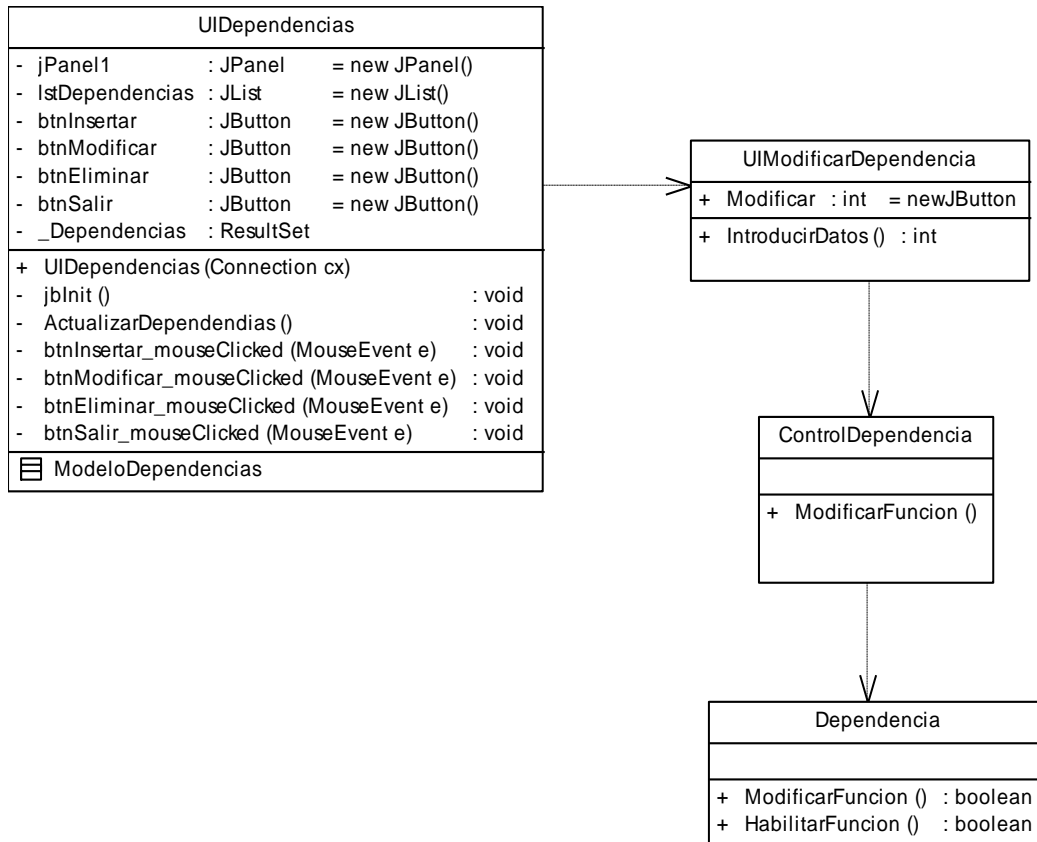 UIDependencias
- jPanel1 : JPanel = new JPanel()
- lstDependencias : JList = new JList()
- btnInsertar : JButton = new JButton()
- btnModificar : JButton = new JButton()
- btnEliminar : JButton = new JButton()
- btnSalir : JButton = new JButton()
- _Dependencias : ResultSet
+ UIDependencias (Connection cx)
- jbInit () : void
- ActualizarDependendias () : void
- btnInsertar_mouseClicked (MouseEvent e) : void
- btnModificar_mouseClicked (MouseEvent e) : void
- btnEliminar_mouseClicked (MouseEvent e) : void
- btnSalir_mouseClicked (MouseEvent e) : void
ModeloDependencias
UIModificarDependencia
+ Modificar : int = newJButton
+ IntroducirDatos () : int
ControlDependencia
+ ModificarFuncion ()
Dependencia
+ ModificarFuncion () : boolean
+ HabilitarFuncion () : boolean